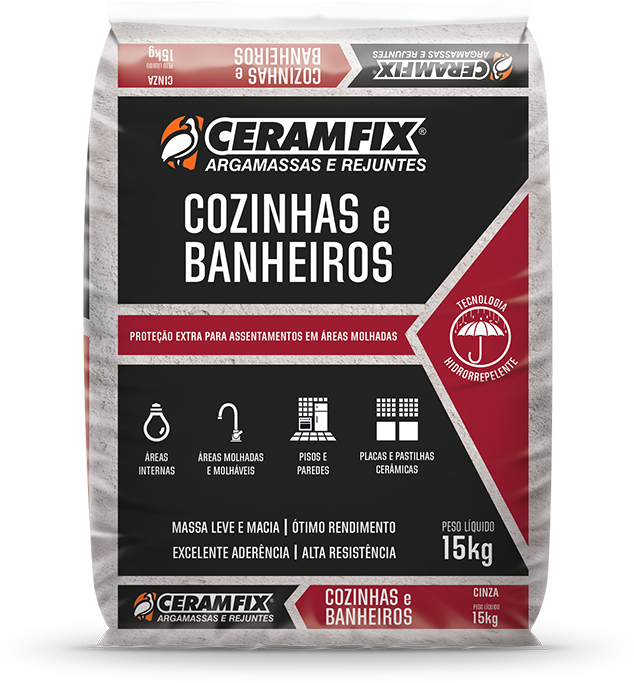 CERAMFIX
ARGAMASSAS E REJUNTES
COZINHAS e
BANHEIROS
CINZA
PESO LÍQUIDO
15kg
CERAMFIX®
ARGAMASSAS E REJUNTES
COZINHAS e
BANHEIROS
PROTEÇÃO EXTRA PARA ASSENTAMENTOS EM ÁREAS MOLHADAS
TECNOLOGIA
HIDRORREPELENTE
ÁREAS
INTERNAS
ÁREAS MOLHADAS
E MOLHÁVEIS
PISOS E
PAREDES
PLACAS E PASTILHAS
CERÂMICAS
MASSA LEVE E MACIA | ÓTIMO RENDIMENTO
EXCELENTE ADERÊNCIA | ALTA RESISTÊNCIA
PESO LÍQUIDO
15kg
CERAMFIX
ARGAMASSAS E REJUNTES
COZINHAS e
BANHEIROS
CINZA
PESO LÍQUIDO
15kg